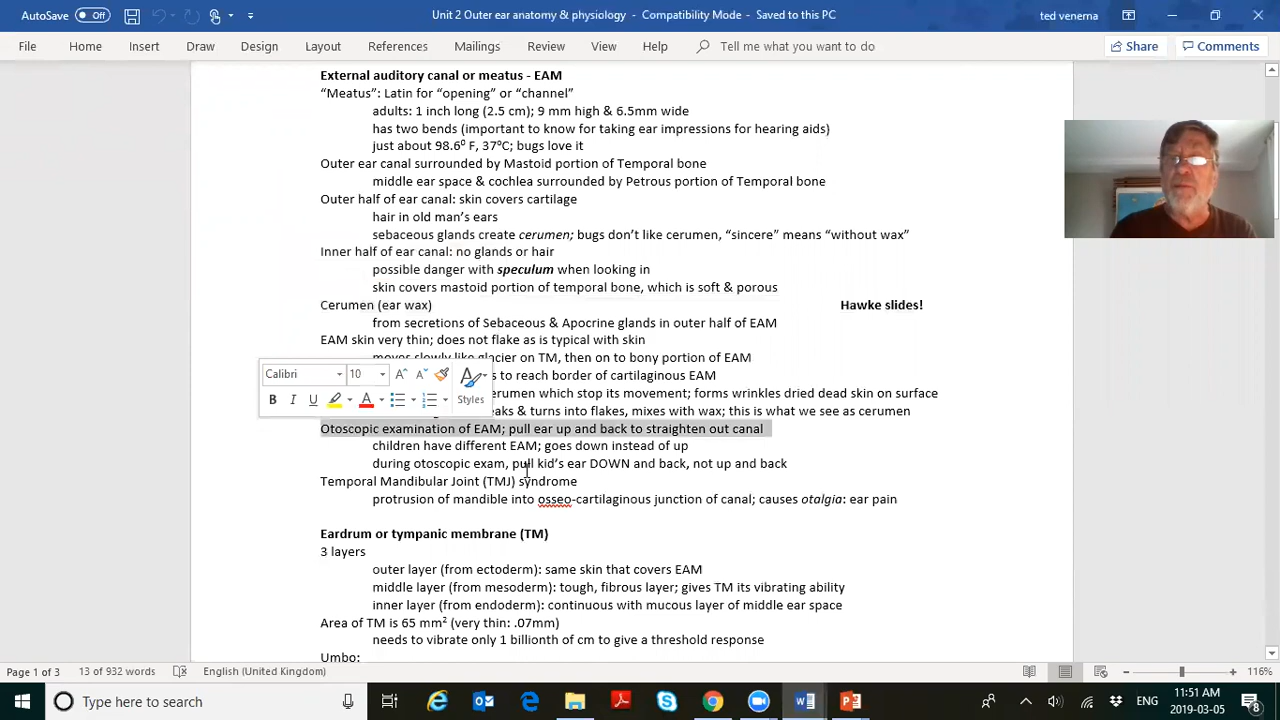 AutoSave Off
Unit 2 Outer ear anatomy & physiology - Compatibility Mode - Saved to this PC
ted venema
File Home Insert Draw Design Layout References Mailings Review View Help Tell me what you want to do Share Comments
External auditory canal or meatus - EAM
“Meatus”: Latin for “opening” or “channel”
adults: 1 inch long (2.5 cm); 9 mm high & 6.5mm wide
has two bends (important to know for taking ear impressions for hearing aids)
just about 98.6⁰ F, 37⁰C; bugs love it
Outer ear canal surrounded by Mastoid portion of Temporal bone
middle ear space & cochlea surrounded by Petrous portion of Temporal bone
Outer half of ear canal: skin covers cartilage
hair in old man’s ears
sebaceous glands create cerumen; bugs don’t like cerumen, “sincere” means “without wax”
Inner half of ear canal: no glands or hair
possible danger with speculum when looking in
skin covers mastoid portion of temporal bone, which is soft & porous
Cerumen (ear wax) Hawke slides!
from secretions of Sebaceous & Apocrine glands in outer half of EAM
EAM skin very thin; does not flake as is typical with skin
moves slowly like glacier on TM, then on to bony portion of EAM
Calibri 10
s to reach border of cartilaginous EAM
Styles
erumen which stop its movement; forms wrinkles dried dead skin on surface
eaks & turns into flakes, mixes with wax; this is what we see as cerumen
Otoscopic examination of EAM; pull ear up and back to straighten out canal
children have different EAM; goes down instead of up
during otoscopic exam, pull kid’s ear DOWN and back, not up and back
Temporal Mandibular Joint (TMJ) syndrome
protrusion of mandible into osseo-cartilaginous junction of canal; causes otalgia: ear pain
Eardrum or tympanic membrane (TM)
3 layers
outer layer (from ectoderm): same skin that covers EAM
middle layer (from mesoderm): tough, fibrous layer; gives TM its vibrating ability
inner layer (from endoderm): continuous with mucous layer of middle ear space
Area of TM is 65 mm² (very thin: .07mm)
needs to vibrate only 1 billionth of cm to give a threshold response
Umbo:
Page 1 of 3 13 of 932 words English (United Kingdom) 116%
Type here to search
ENG
11:51 AM
2019-03-05
8